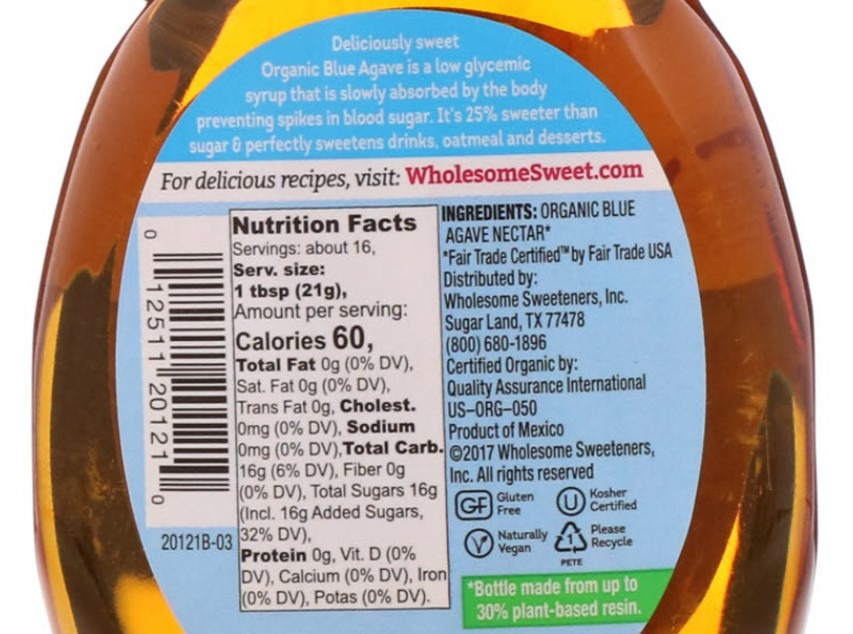 Deliciously sweet
Organic Blue Agave is a low glycemic
syrup that is slowly absorbed by the body
preventing spikes in blood sugar. It's 25% sweeter than
sugar & perfectly sweetens drinks, oatmeal and desserts.
For delicious recipes, visit: WholesomeSweet.com
0 12511 20121 0
20121B-03
Nutrition Facts
Servings: about 16,
Serv. size:
1 tbsp (21g),
Amount per serving:
Calories 60,
Total Fat 0g (0% DV),
Sat. Fat 0g (0% DV),
Trans Fat 0g, Cholest.
0mg (0% DV), Sodium
0mg (0% DV),Total Carb.
16g (6% DV), Fiber 0g
(0% DV), Total Sugars 16g
(Incl. 16g Added Sugars,
32% DV),
Protein 0g, Vit. D (0%
DV), Calcium (0% DV), Iron
(0% DV), Potas (0% DV).
INGREDIENTS: ORGANIC BLUE
AGAVE NECTAR*
*Fair Trade Certified™ by Fair Trade USA
Distributed by:
Wholesome Sweeteners, Inc.
Sugar Land, TX 77478
(800) 680-1896
Certified Organic by:
Quality Assurance International
US-ORG-050
Product of Mexico
©2017 Wholesome Sweeteners,
Inc. All rights reserved
GF Gluten
Free
U Kosher
Certified
V Naturally
Vegan
1 Please
Recycle
PETE
*Bottle made from up to
30% plant-based resin.